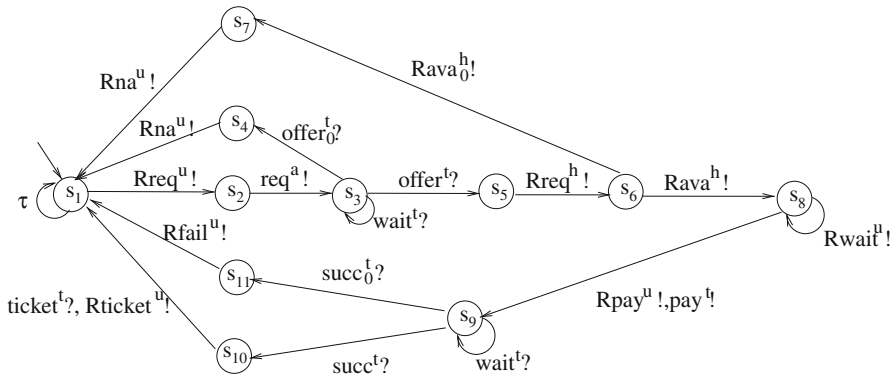 s₇
Rnaᵘ!
Rava₀ʰ!
s₄
Rnaᵘ!
offer₀ᵗ?
τ
s₁
Rreqᵘ!
s₂
reqᵃ!
s₃
offerᵗ?
s₅
Rreqʰ!
s₆
Ravaʰ!
s₈
waitᵗ?
Rwaitᵘ!
Rfailᵘ!
s₁₁
succ₀ᵗ?
ticketᵗ?, Rticketᵘ!
s₉
Rpayᵘ!,payᵗ!
s₁₀
succᵗ?
waitᵗ?